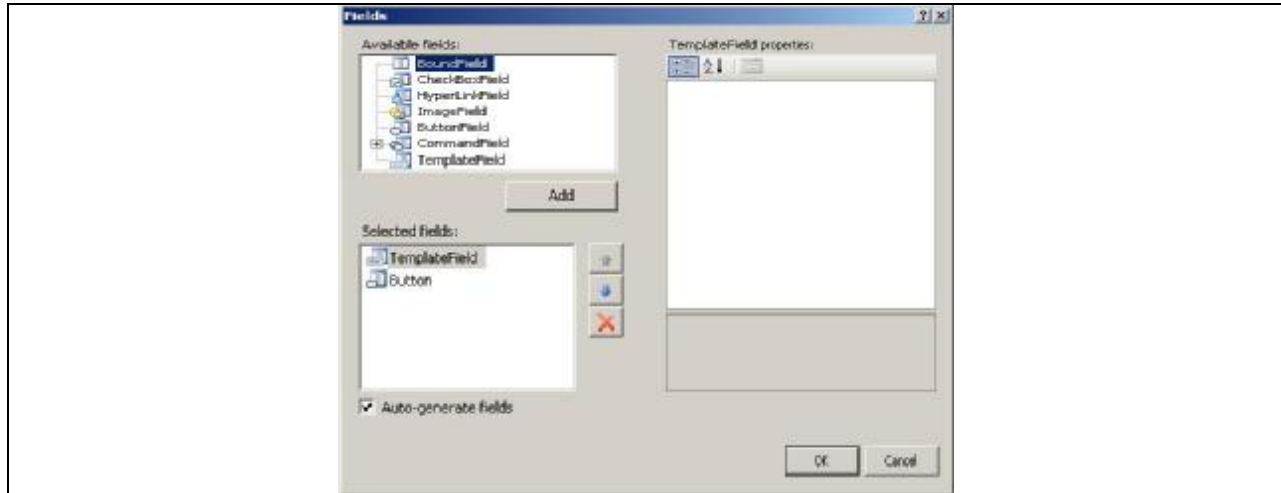 Fields
Available fields:
BoundField
CheckBoxField
HyperLinkField
ImageField
ButtonField
CommandField
TemplateField
Add
Selected fields:
TemplateField
Button
Auto-generate fields
TemplateField properties:
OK
Cancel